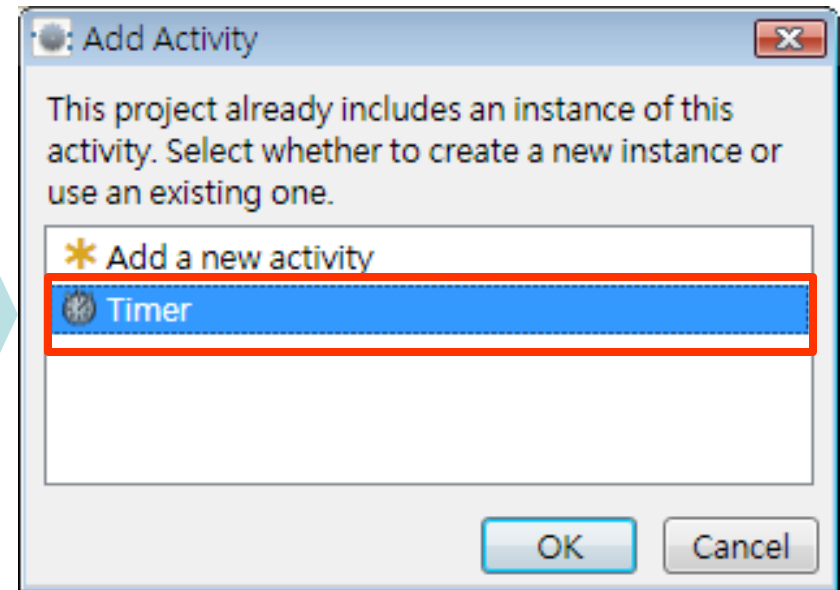 Add Activity
This project already includes an instance of this
activity. Select whether to create a new instance or
use an existing one.
Add a new activity
Timer
OK
Cancel